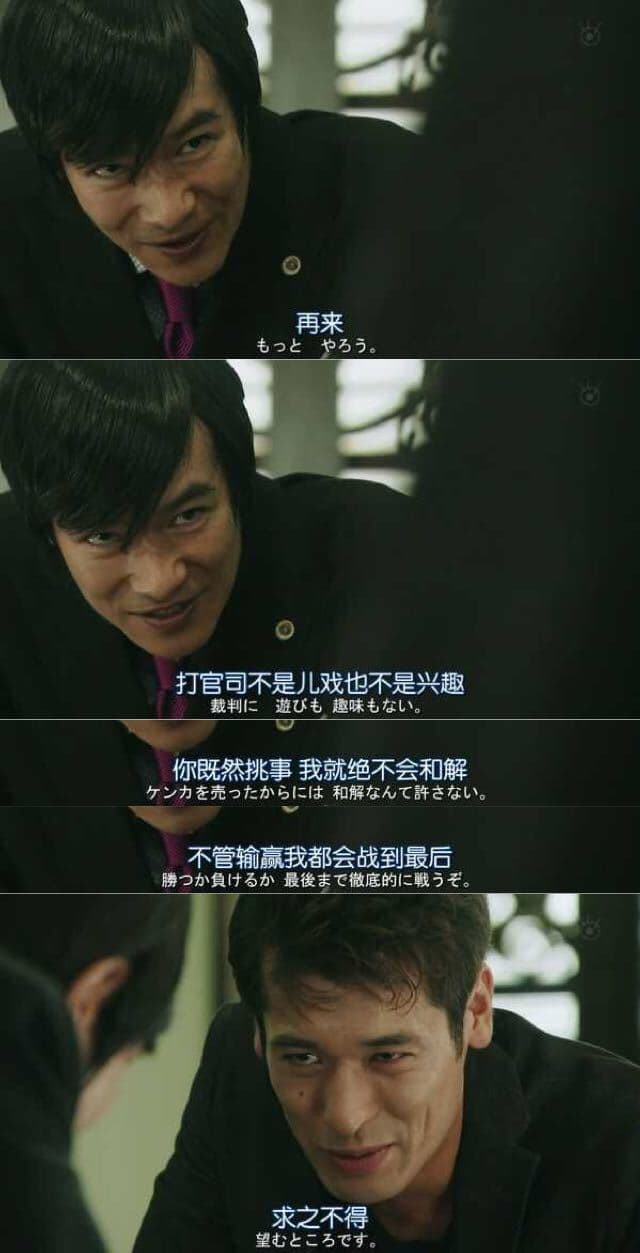 再来
もっと やろう。
打官司不是儿戏也不是兴趣
裁判に 遊びも 趣味もない。
你既然挑事 我就绝不会和解
ケンカを売ったからには 和解なんて許さない。
不管输赢我都会战到最后
勝つか負けるか 最後まで徹底的に戦うぞ。
求之不得
望むところです。